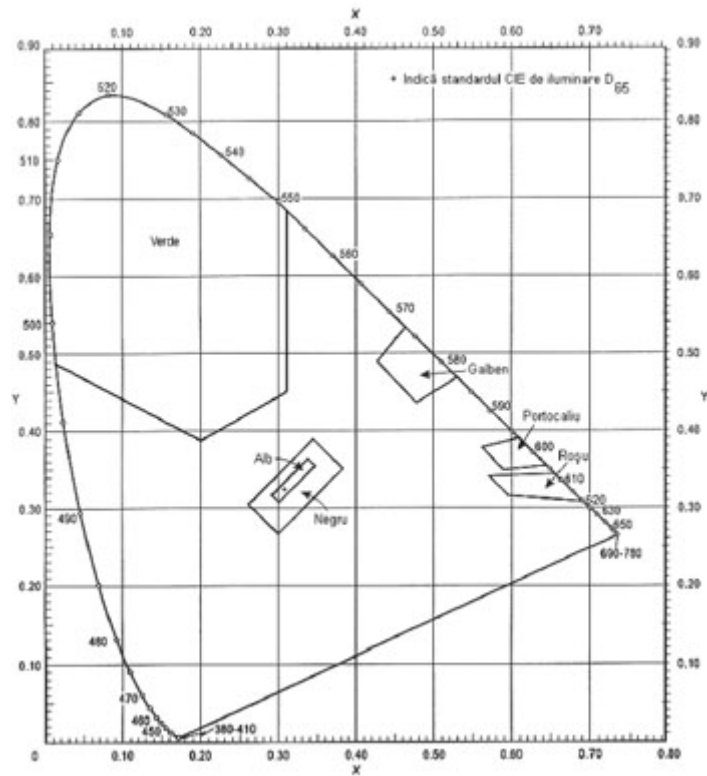 X
0.10 0.20 0.30 0.40 0.50 0.60 0.70
0.90 0.90
520
• Indică standardul CIE de iluminare D65
0.80 530 0.80
510 540
0.70 550 0.70
Verde
560
0.60 0.60
570
500
0.50 580 0.50
Galben
Y 590 Y
Portocaliu
0.40 0.40
600
Alb Roșu
610
0.30 620 0.30
490 Negru 630
650
690-780
0.20 0.20
480
0.10 0.10
470
460
450 380-410
0 0.10 0.20 0.30 0.40 0.50 0.60 0.70 0.80
X